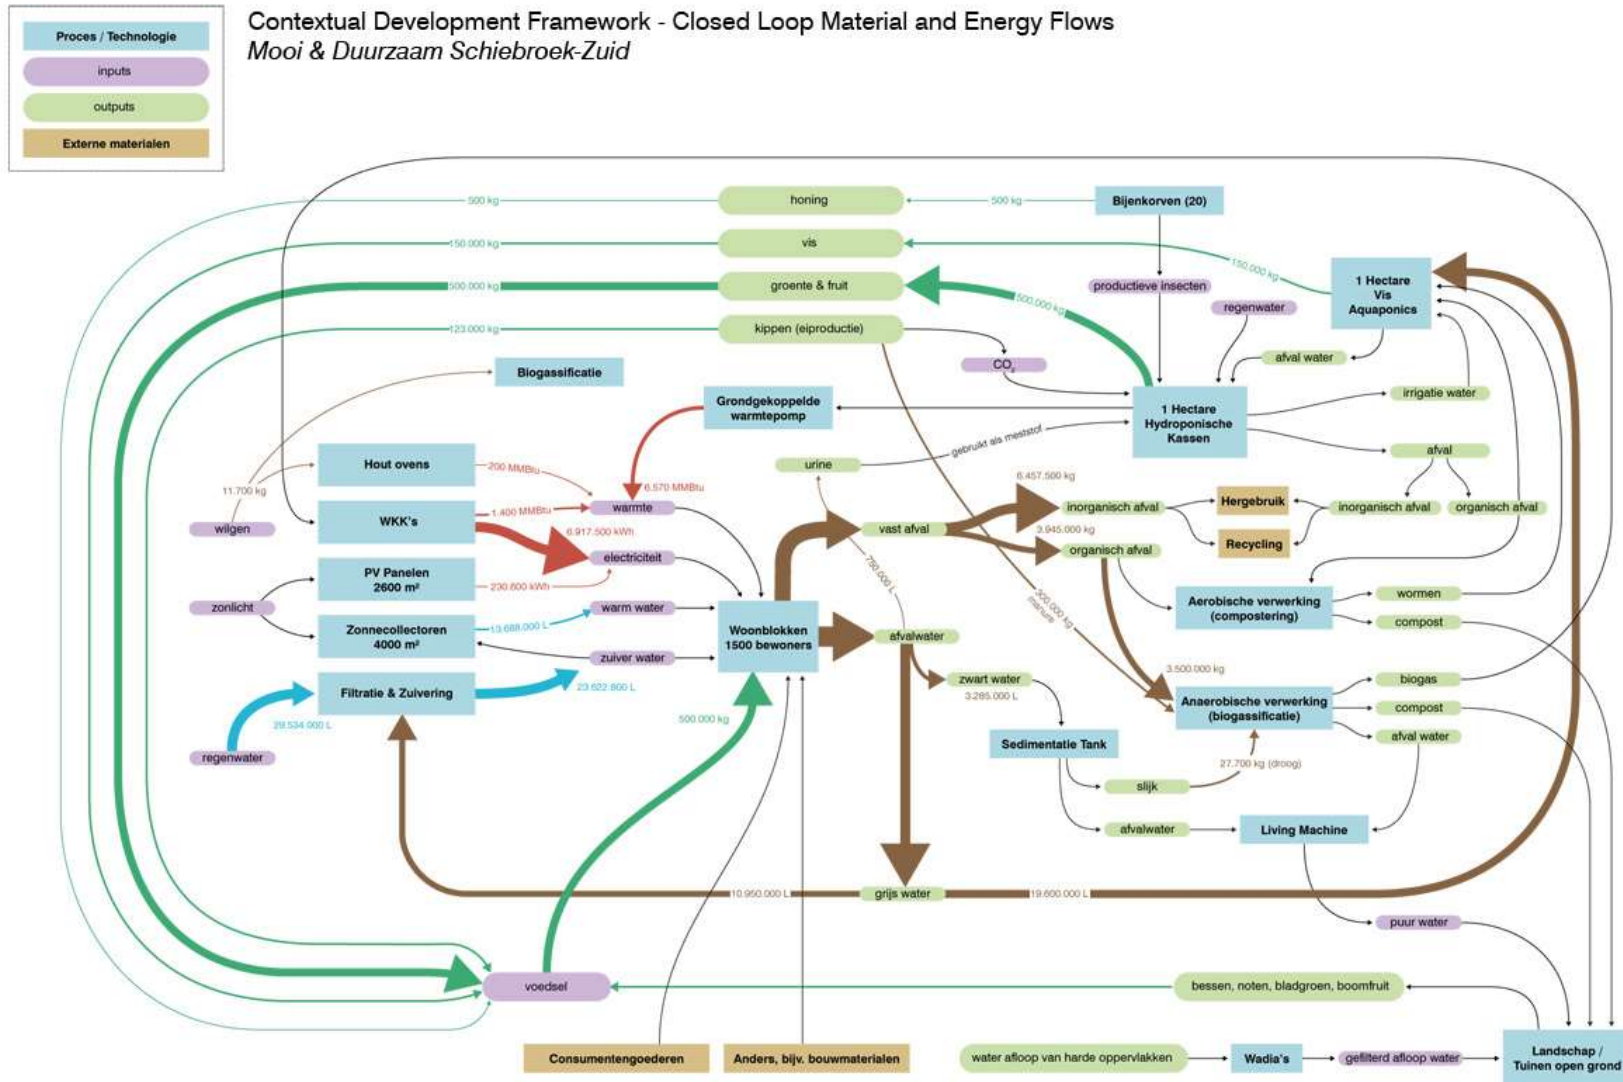 Contextual Development Framework - Closed Loop Material and Energy Flows
Mooi & Duurzaam Schiebroek-Zuid
Proces / Technologie
inputs
outputs
Externe materialen
500 kg
honing
500 kg
Bijenkorven (20)
150.000 kg
vis
150.000 kg
1 Hectare
Vis
Aquaponics
500.000 kg
groente & fruit
500.000 kg
productieve insecten
regenwater
123.000 kg
kippen (eiproductie)
CO2
afval water
Biogassificatie
Grondgekoppelde
warmtepomp
1 Hectare
Hydroponische
Kassen
irrigatie water
gebruikt als meststof
afval
Hout ovens
200 MMBtu
6.570 MMBtu
urine
6.457.500 kg
11.700 kg
wilgen
WKK's
1.400 MMBtu
warmte
6.917.500 kWh
electriciteit
vast afval
inorganisch afval
Hergebruik
inorganisch afval
organisch afval
3.945.000 kg
organisch afval
Recycling
PV Panelen
2600 m²
230.600 kWh
750.000 L
300.000 kg
manure
zonlicht
warm water
Zonnecollectoren
4000 m²
13.688.000 L
zuiver water
Woonblokken
1500 bewoners
afvalwater
Aerobische verwerking
(compostering)
wormen
compost
Filtratie & Zuivering
23.622.800 L
29.534.000 L
regenwater
500.000 kg
zwart water
3.285.000 L
3.500.000 kg
Anaerobische verwerking
(biogassificatie)
biogas
compost
afval water
Sedimentatie Tank
27.700 kg (droog)
slijk
afvalwater
Living Machine
10.950.000 L
grijs water
19.600.000 L
puur water
voedsel
bessen, noten, bladgroen, boomfruit
Consumentengoederen
Anders, bijv. bouwmaterialen
water afloop van harde oppervlakken
Wadia's
gefilterd afloop water
Landschap /
Tuinen open grond